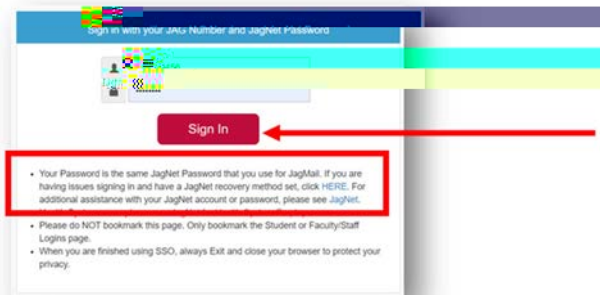 Sign in with your JAG Number and JagNet Password
Sign In
• Your Password is the same JagNet Password that you use for JagMail. If you are
having issues signing in and have a JagNet recovery method set, click HERE. For
additional assistance with your JagNet account or password, please see JagNet.
• Please do NOT bookmark this page. Only bookmark the Student or Faculty/Staff
Logins page.
• When you are finished using SSO, always Exit and close your browser to protect your
privacy.